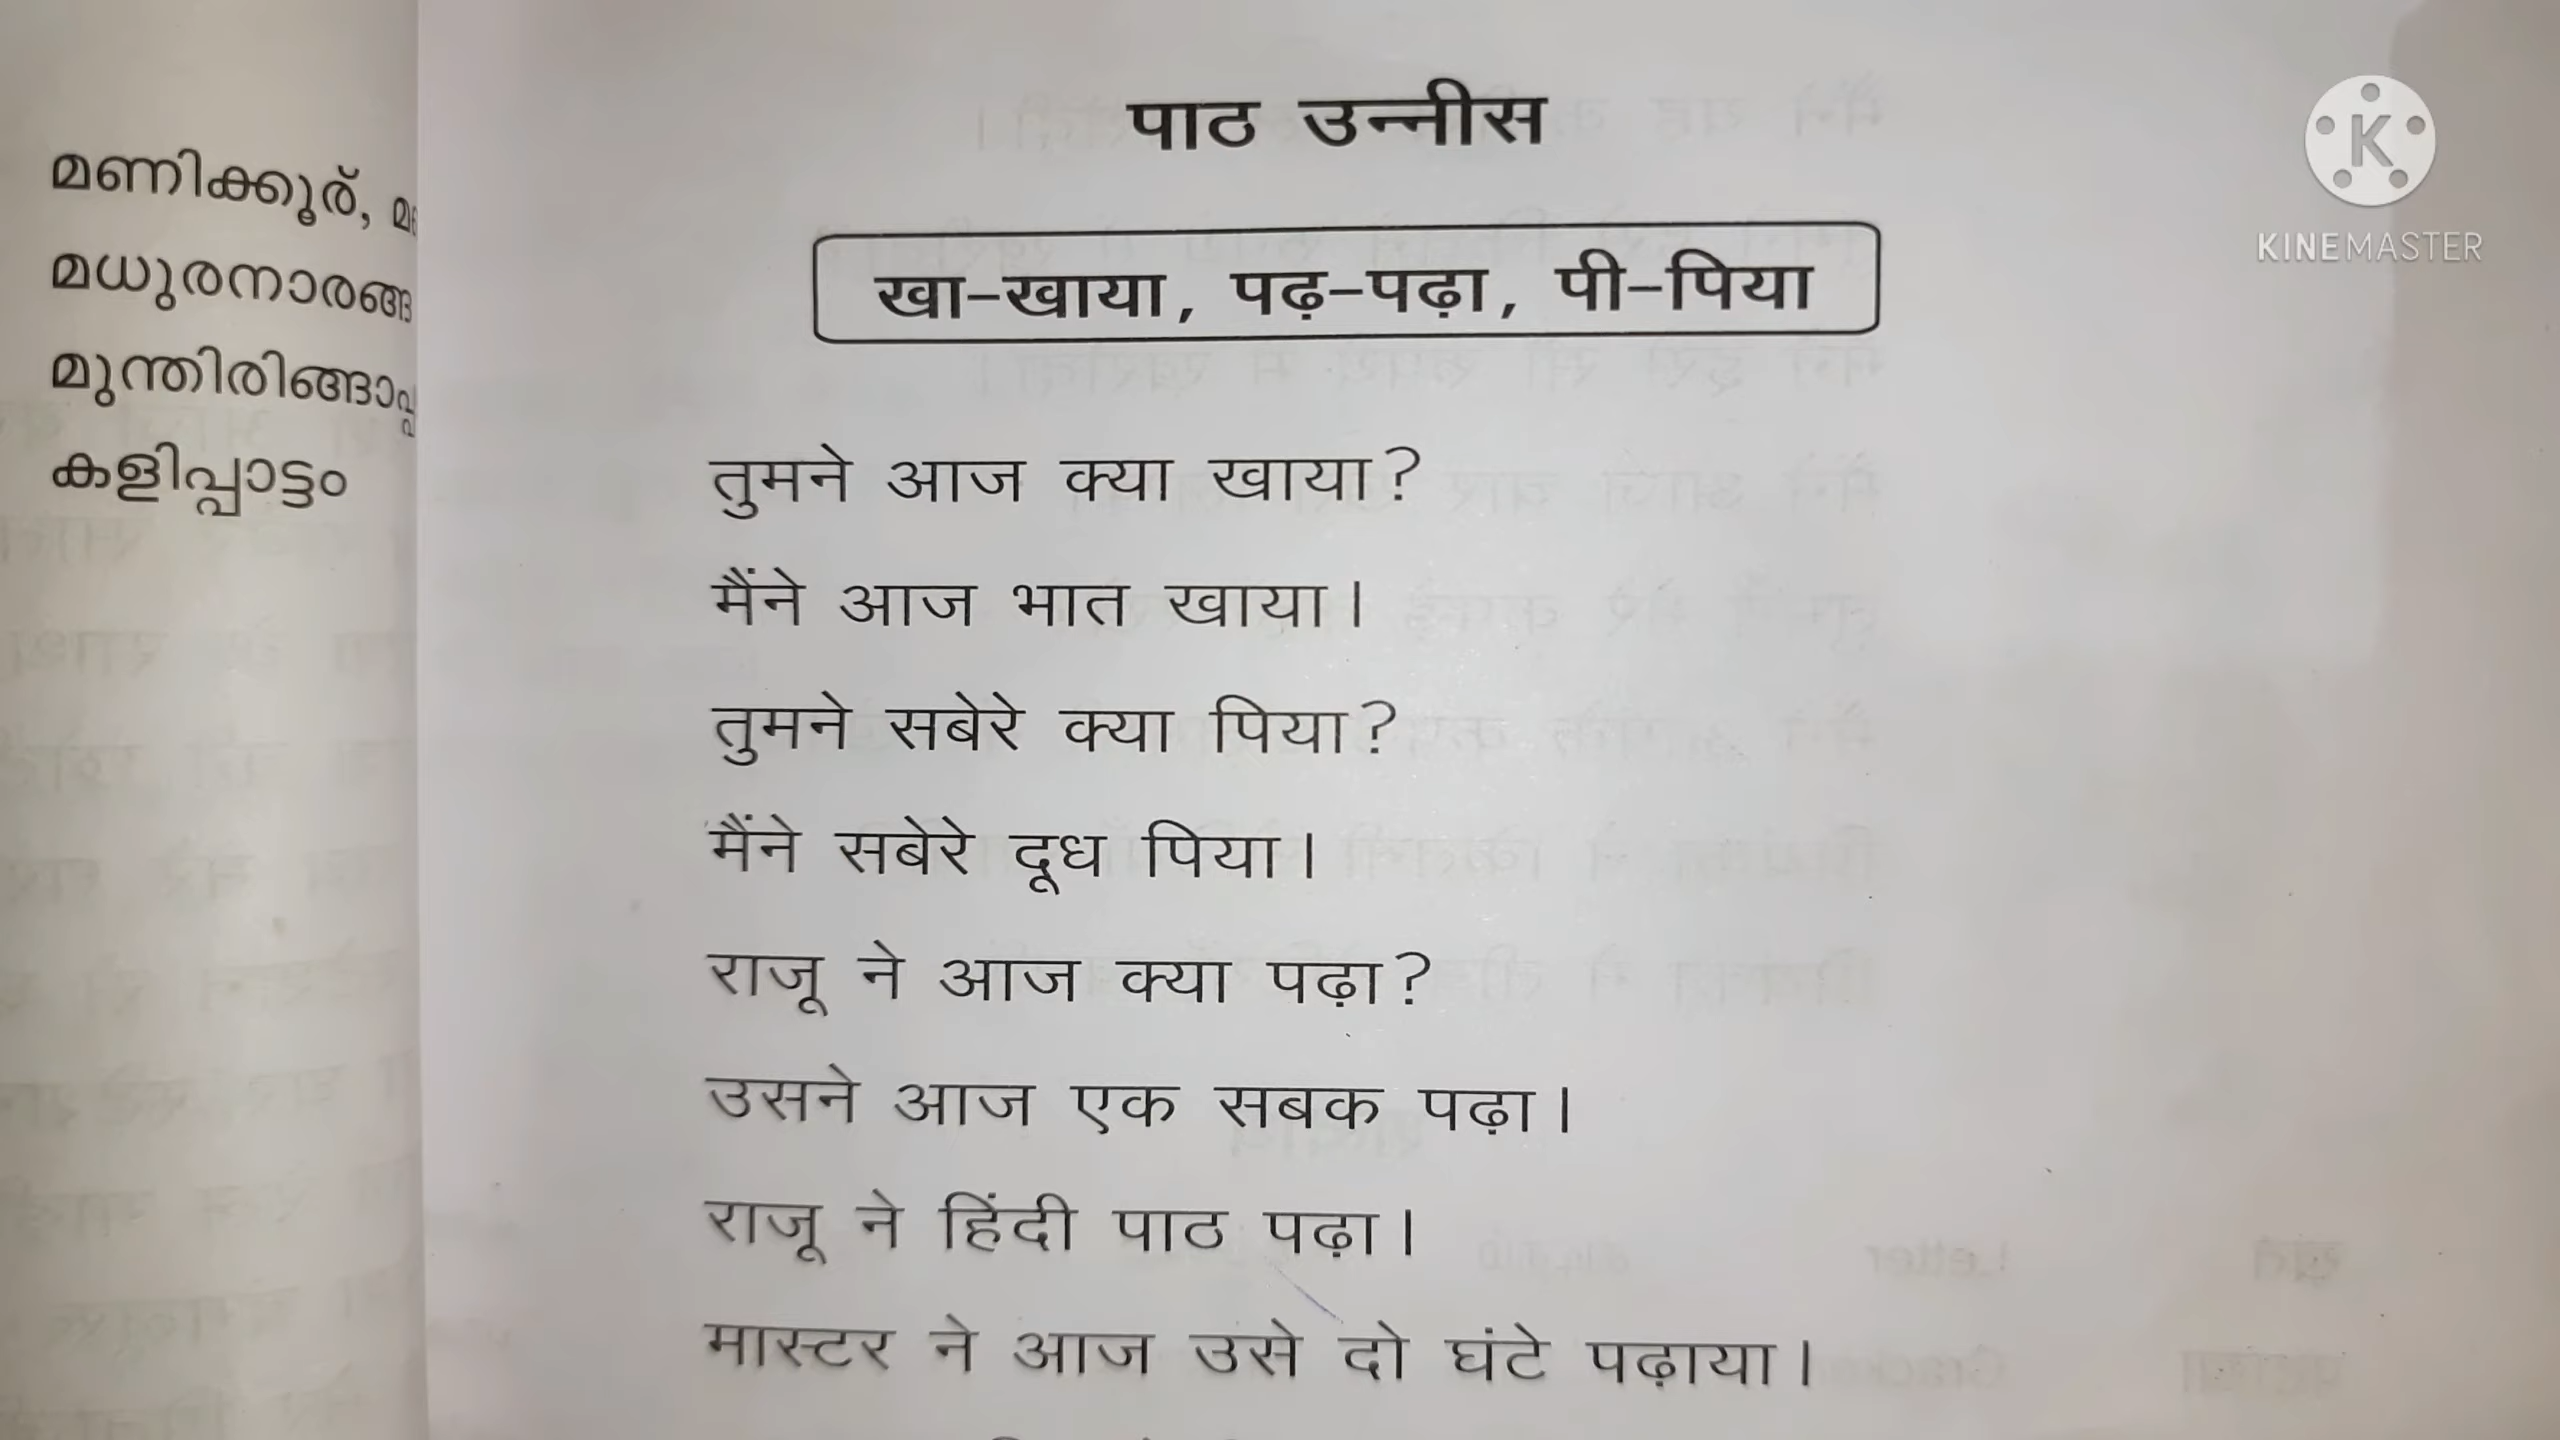 മണിക്കൂർ,
മധുരനാരങ്ങ
കളിപ്പാട്ടം
पाठ उन्नीस
खा-खाया, पढ़-पढ़ा, पी-पिया
तुमने आज क्या खाया?
मैंने आज भात खाया।
तुमने सबेरे क्या पिया?
मैंने सबेरे दूध पिया।
राजू ने आज क्या पढ़ा?
उसने आज एक सबक पढ़ा।
राजू ने हिंदी पाठ पढ़ा।
मास्टर ने आज उसे दो घंटे पढ़ाया।
K
KINEMASTER